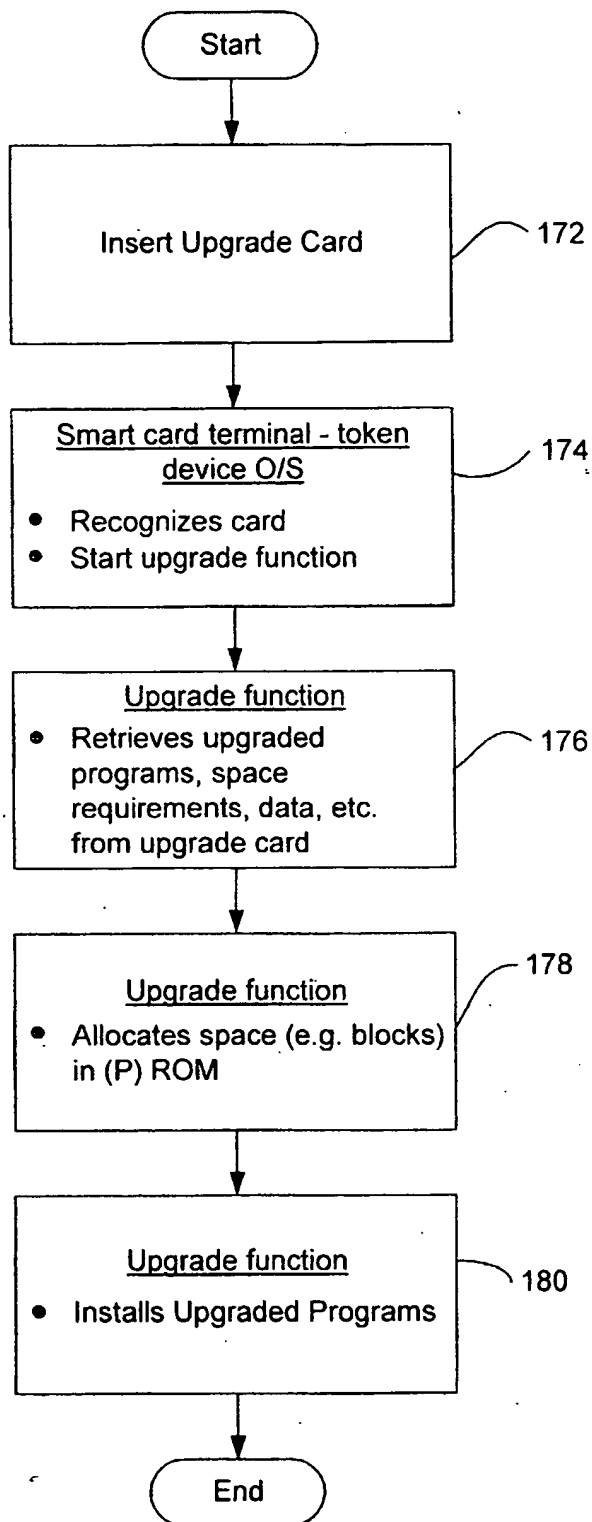 Start
Insert Upgrade Card
172
Smart card terminal - token
device O/S
174
• Recognizes card
• Start upgrade function
Upgrade function
176
• Retrieves upgraded
programs, space
requirements, data, etc.
from upgrade card
178
Upgrade function
• Allocates space (e.g. blocks)
in (P) ROM
Upgrade function
180
• Installs Upgraded Programs
End